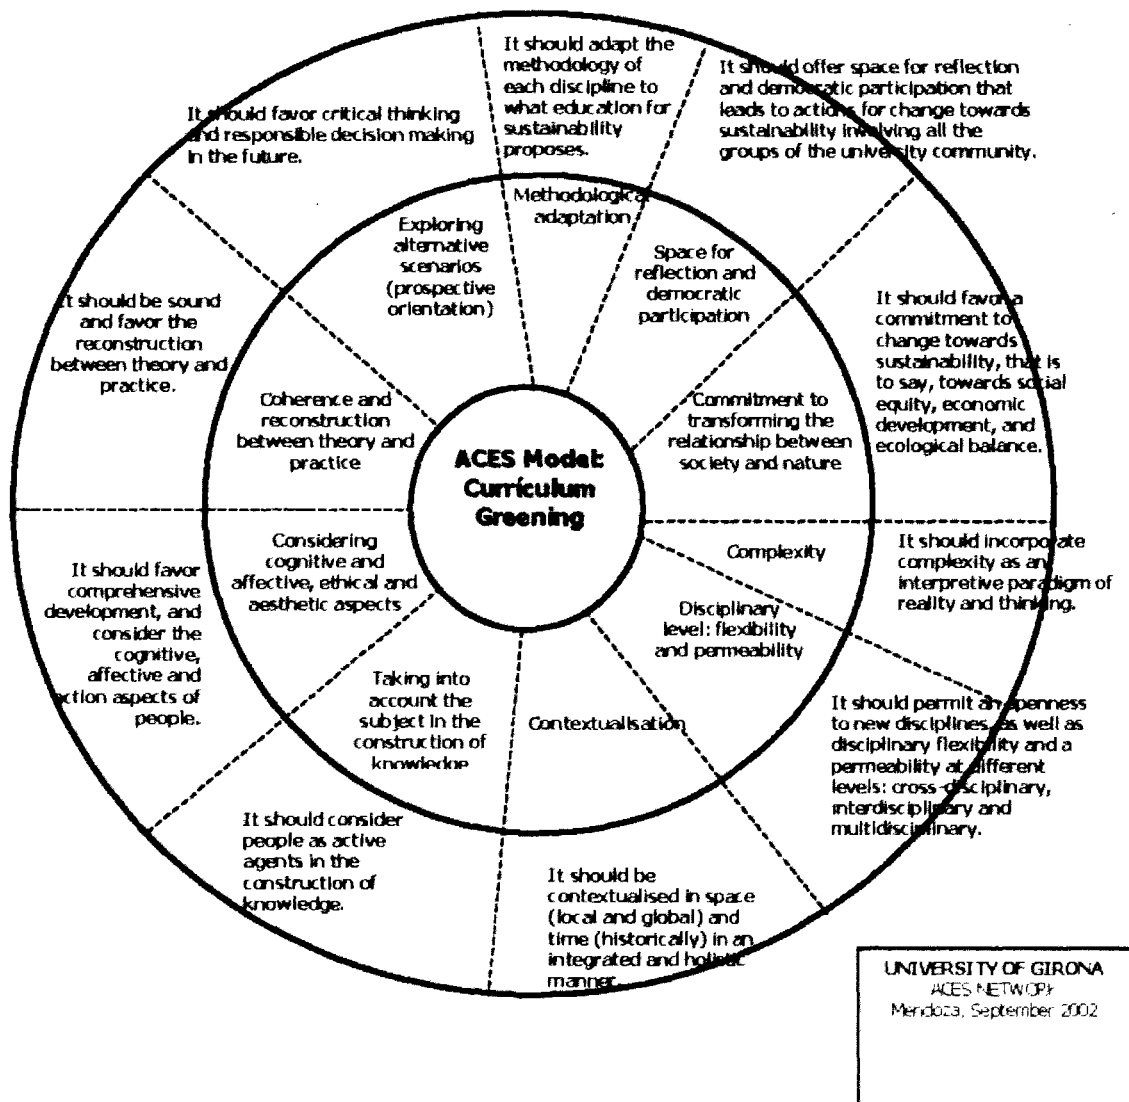 It should adapt the
methodology of
each discipline to
what education for
sustainability
proposes.
It should offer space for reflection
and democratic participation that
leads to actions for change towards
sustainability involving all the
groups of the university community.
It should favor critical thinking
and responsible decision making
in the future.
Methodological
adaptation
Exploring
alternative
scenarios
(prospective
orientation)
Space for
reflection and
democratic
participation
It should be sound
and favor the
reconstruction
between theory and
practice.
It should favor a
commitment to
change towards
sustainability, that is
to say, towards social
equity, economic
development, and
ecological balance.
Coherence and
reconstruction
between theory and
practice
Commitment to
transforming the
relationship between
society and nature
ACES Model:
Currículum
Greening
Considering
cognitive and
affective, ethical and
aesthetic aspects
Complexity
It should incorporate
complexity as an
interpretive paradigm of
reality and thinking.
It should favor
comprehensive
development, and
consider the
cognitive,
affective and
action aspects of
people.
Disciplinary
level: flexibility
and permeability
Taking into
account the
subject in the
construction of
knowledge
Contextualisation
It should permit an openness
to new disciplines, as well as
disciplinary flexibility and a
permeability at different
levels: cross-disciplinary,
interdisciplinary and
multidisciplinary.
It should consider
people as active
agents in the
construction of
knowledge.
It should be
contextualised in space
(local and global) and
time (historically) in an
integrated and holistic
manner.
UNIVERSITY OF GIRONA
ACES NETWORK
Mendoza, September 2002